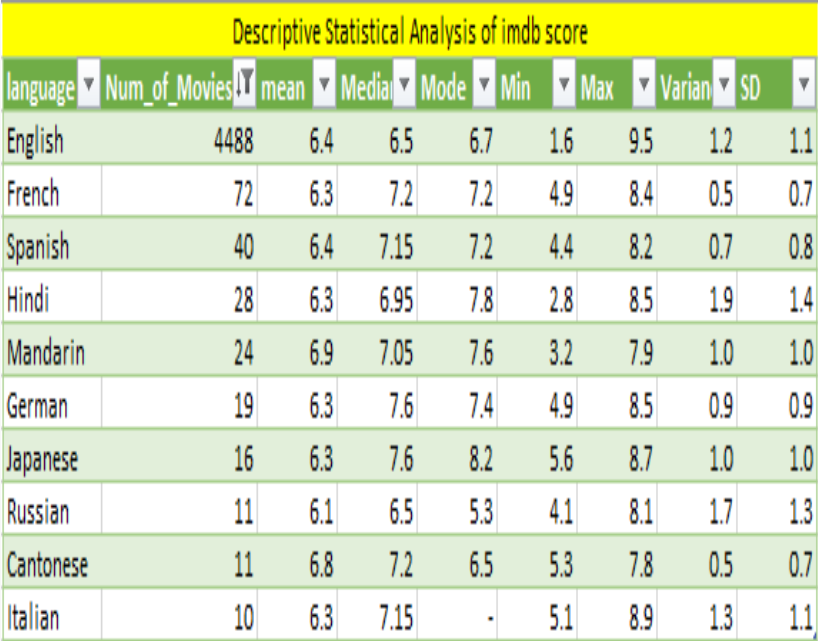 Descriptive Statistical Analysis of imdb score
language Num_of_Movies mean Media Mode Min Max Varian SD
English 4488 6.4 6.5 6.7 1.6 9.5 1.2 1.1
French 72 6.3 7.2 7.2 4.9 8.4 0.5 0.7
Spanish 40 6.4 7.15 7.2 4.4 8.2 0.7 0.8
Hindi 28 6.3 6.95 7.8 2.8 8.5 1.9 1.4
Mandarin 24 6.9 7.05 7.6 3.2 7.9 1.0 1.0
German 19 6.3 7.6 7.4 4.9 8.5 0.9 0.9
Japanese 16 6.3 7.6 8.2 5.6 8.7 1.0 1.0
Russian 11 6.1 6.5 5.3 4.1 8.1 1.7 1.3
Cantonese 11 6.8 7.2 6.5 5.3 7.8 0.5 0.7
Italian 10 6.3 7.15 - 5.1 8.9 1.3 1.1